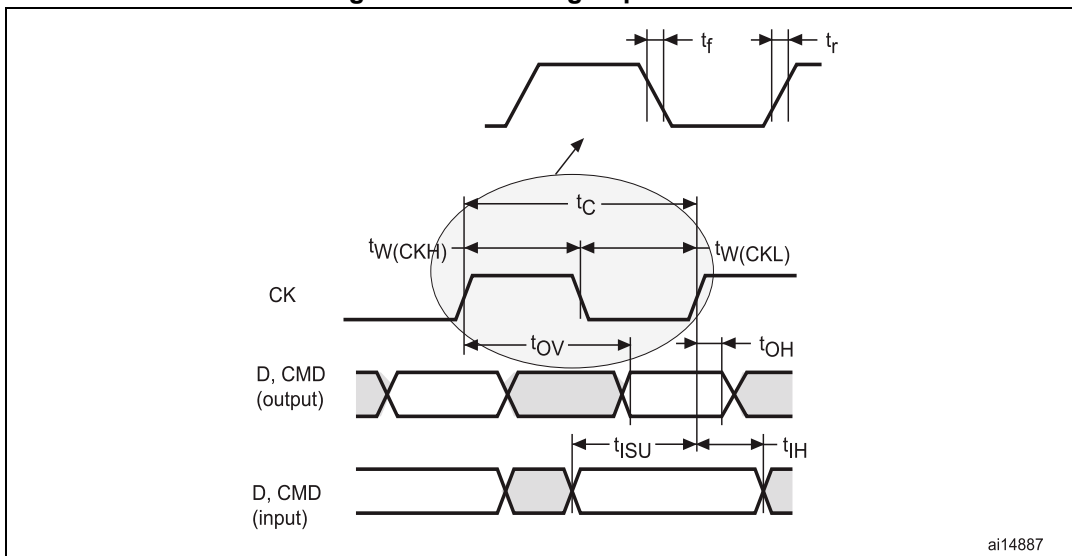 tf
tr
tC
tW(CKH)
tW(CKL)
CK
tOV
tOH
D, CMD
(output)
tISU
tIH
D, CMD
(input)
ai14887